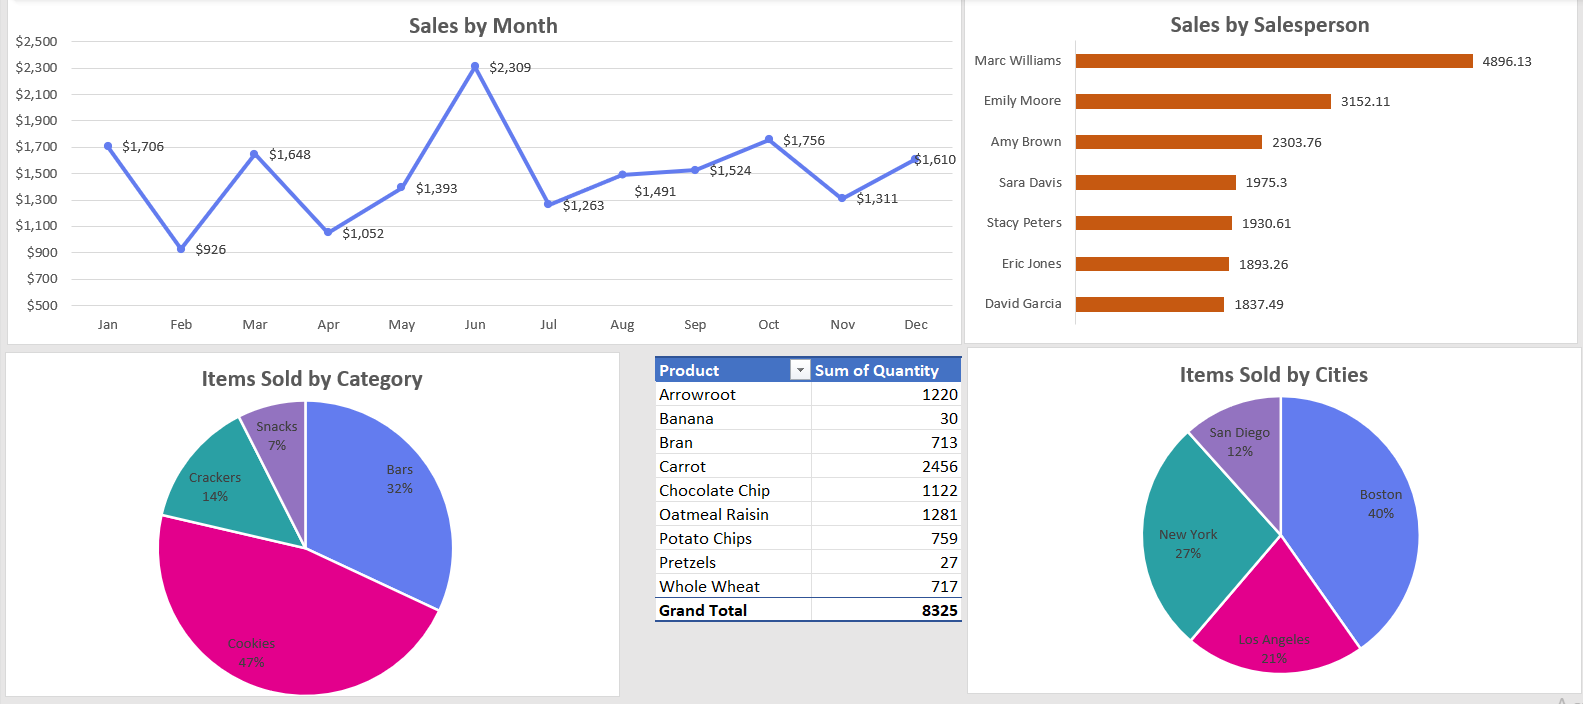 Sales by Month
$2,500
$2,300
$2,100
$1,900
$1,700
$1,500
$1,300
$1,100
$900
$700
$500
$1,706
$926
$1,648
$1,052
$1,393
$2,309
$1,263
$1,491
$1,524
$1,756
$1,311
$1,610
Jan Feb Mar Apr May Jun Jul Aug Sep Oct Nov Dec
Sales by Salesperson
Marc Williams 4896.13
Emily Moore 3152.11
Amy Brown 2303.76
Sara Davis 1975.3
Stacy Peters 1930.61
Eric Jones 1893.26
David Garcia 1837.49
Items Sold by Category
Snacks
7%
Bars
32%
Crackers
14%
Cookies
47%
Product Sum of Quantity
Arrowroot 1220
Banana 30
Bran 713
Carrot 2456
Chocolate Chip 1122
Oatmeal Raisin 1281
Potato Chips 759
Pretzels 27
Whole Wheat 717
Grand Total 8325
Items Sold by Cities
San Diego
12%
Boston
40%
New York
27%
Los Angeles
21%